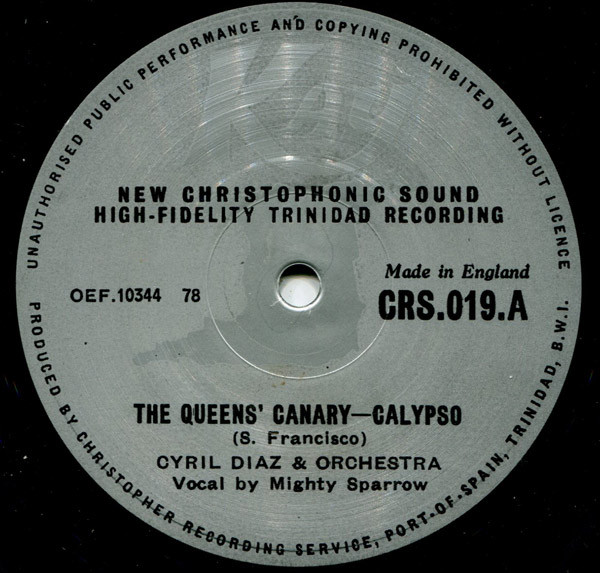 UNAUTHORISED PUBLIC PERFORMANCE AND COPYING PROHIBITED WITHOUT LICENCE
NEW CHRISTOPHONIC SOUND
HIGH-FIDELITY TRINIDAD RECORDING
Made in England
OEF.10344 78
CRS.019.A
THE QUEENS' CANARY—CALYPSO
(S. Francisco)
CYRIL DIAZ & ORCHESTRA
Vocal by Mighty Sparrow
PRODUCED BY CHRISTOPHER RECORDING SERVICE, PORT-OF-SPAIN, TRINIDAD, B.W.I.